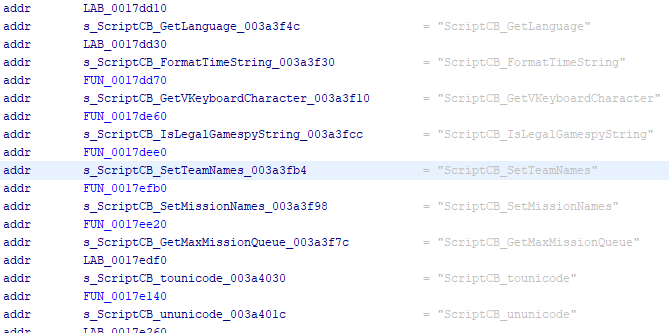 addr LAB_0017dd10
addr s_ScriptCB_GetLanguage_003a3f4c = "ScriptCB_GetLanguage"
addr LAB_0017dd30
addr s_ScriptCB_FormatTimeString_003a3f30 = "ScriptCB_FormatTimeString"
addr FUN_0017dd70
addr s_ScriptCB_GetVKeyboardCharacter_003a3f10 = "ScriptCB_GetVKeyboardCharacter"
addr FUN_0017de60
addr s_ScriptCB_IsLegalGamespyString_003a3fcc = "ScriptCB_IsLegalGamespyString"
addr FUN_0017dee0
addr s_ScriptCB_SetTeamNames_003a3fb4 = "ScriptCB_SetTeamNames"
addr FUN_0017efb0
addr s_ScriptCB_SetMissionNames_003a3f98 = "ScriptCB_SetMissionNames"
addr FUN_0017ee20
addr s_ScriptCB_GetMaxMissionQueue_003a3f7c = "ScriptCB_GetMaxMissionQueue"
addr LAB_0017edf0
addr s_ScriptCB_tounicode_003a4030 = "ScriptCB_tounicode"
addr FUN_0017e140
addr s_ScriptCB_ununicode_003a401c = "ScriptCB_ununicode"
addr LAB_0017e260